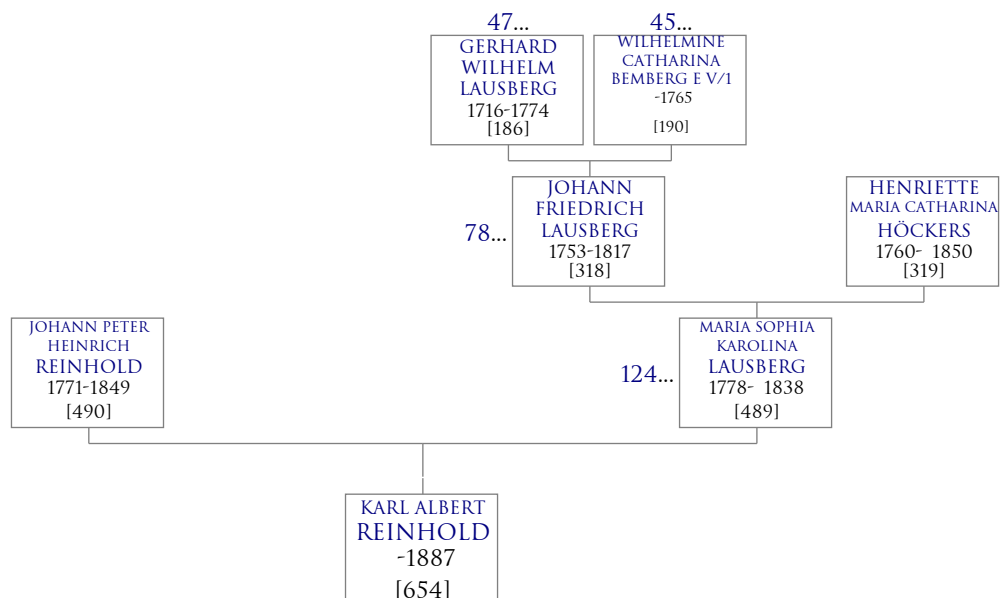 47...
GERHARD
WILHELM
LAUSBERG
1716-1774
[186]
45...
WILHELMINE
CATHARINA
BEMBERG E V/1
-1765
[190]
78...
JOHANN
FRIEDRICH
LAUSBERG
1753-1817
[318]
HENRIETTE
MARIA CATHARINA
HÖCKERS
1760- 1850
[319]
JOHANN PETER
HEINRICH
REINHOLD
1771-1849
[490]
124...
MARIA SOPHIA
KAROLINA
LAUSBERG
1778- 1838
[489]
KARL ALBERT
REINHOLD
-1887
[654]